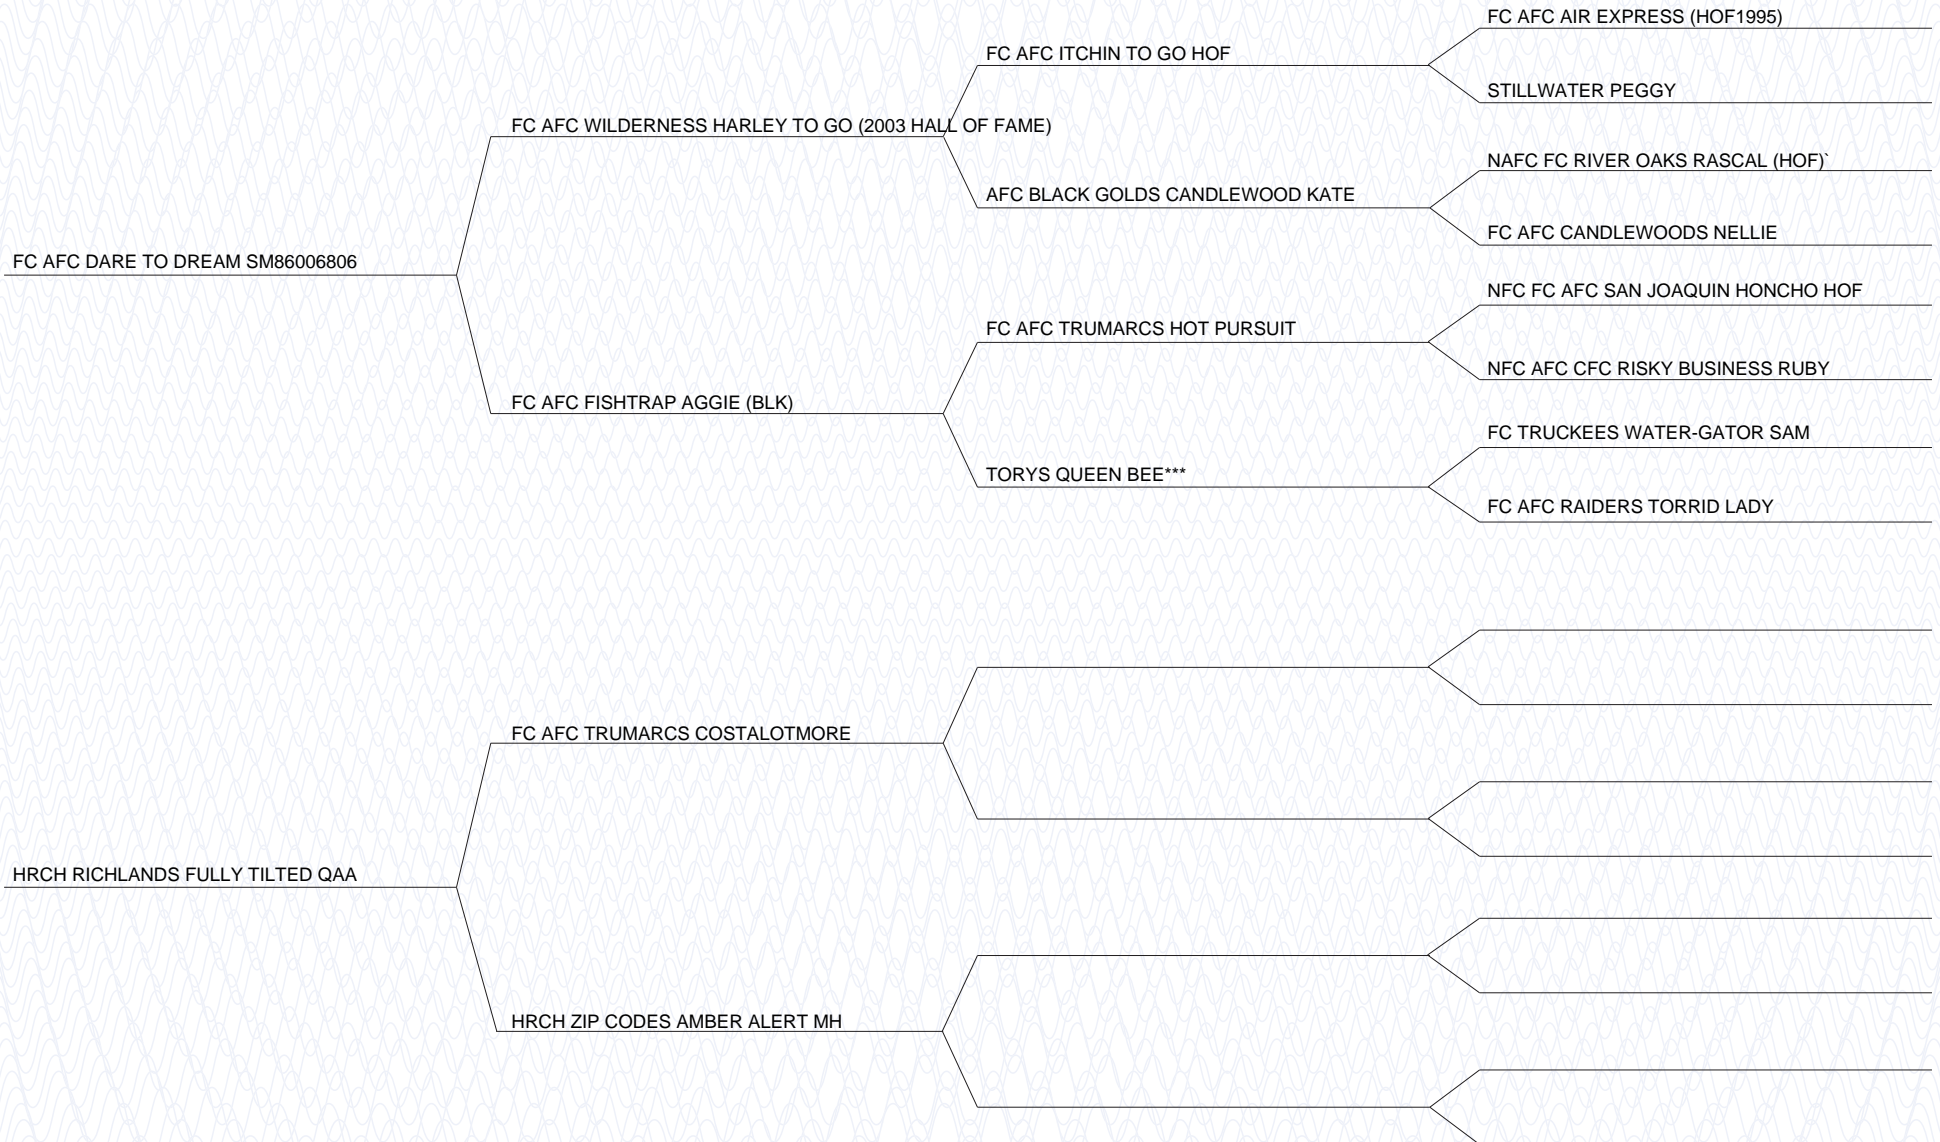 FC AFC AIR EXPRESS (HOF1995)
FC AFC ITCHIN TO GO HOF
STILLWATER PEGGY
FC AFC WILDERNESS HARLEY TO GO (2003 HALL OF FAME)
NAFC FC RIVER OAKS RASCAL (HOF)`
AFC BLACK GOLDS CANDLEWOOD KATE
FC AFC CANDLEWOODS NELLIE
FC AFC DARE TO DREAM SM86006806
NFC FC AFC SAN JOAQUIN HONCHO HOF
FC AFC TRUMARCS HOT PURSUIT
NFC AFC CFC RISKY BUSINESS RUBY
FC AFC FISHTRAP AGGIE (BLK)
FC TRUCKEES WATER-GATOR SAM
TORYS QUEEN BEE***
FC AFC RAIDERS TORRID LADY
FC AFC TRUMARCS COSTALOTMORE
HRCH RICHLANDS FULLY TILTED QAA
HRCH ZIP CODES AMBER ALERT MH